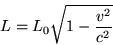 L = L_0 \sqrt{1 - \frac{v^2}{c^2}}